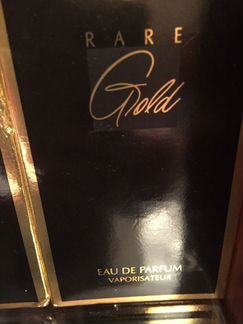 RARE
Gold
EAU DE PARFUM
VAPORISATEUR